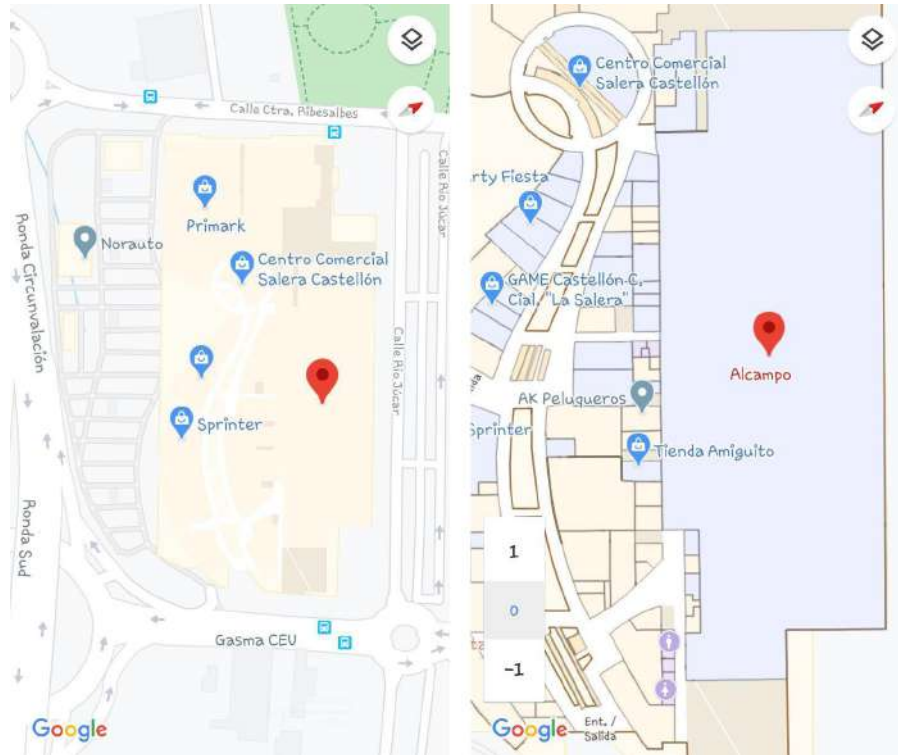 Calle Ctra. Ribesalbes
Calle Río Júcar
Primark
Norauto
Ronda Circunvalación
Centro Comercial
Salera Castellón
Calle Río Júcar
Sprinter
Ronda Sud
Gasma CEU
Google
Centro Comercial
Salera Castellón
rty Fiesta
GAME Castellón C.
Cial. "La Salera"
Alcampo
AK Peluqueros
Sprinter
Tienda Amiguito
1
0
-1
Google
Ent. /
Salida